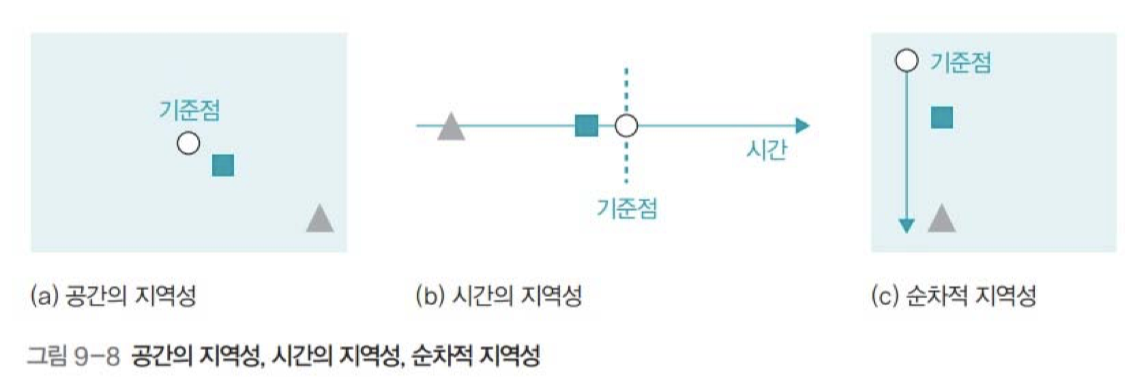 기준점
시간
기준점
기준점
(a) 공간의 지역성
(b) 시간의 지역성
(c) 순차적 지역성
그림 9-8 공간의 지역성, 시간의 지역성, 순차적 지역성